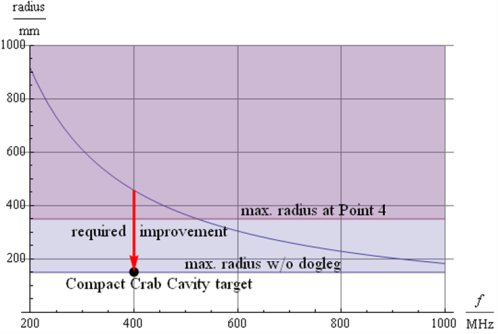 radius
mm
1000
800
600
400
200
max. radius at Point 4
required improvement
max. radius w/o dogleg
Compact Crab Cavity target
200 400 600 800 1000
f
MHz